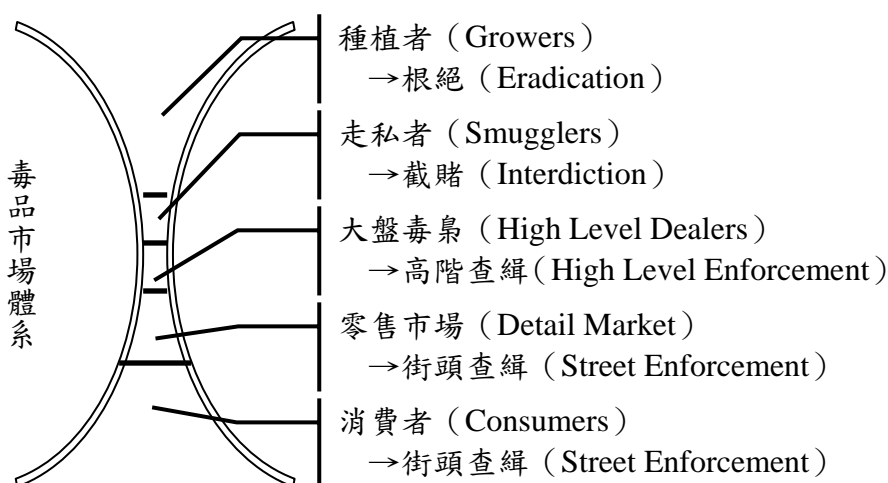 毒品市場體系
種植者（Growers）
→根絕（Eradication）
走私者（Smugglers）
→截賭（Interdiction）
大盤毒梟（High Level Dealers）
→高階查緝（High Level Enforcement）
零售市場（Detail Market）
→街頭查緝（Street Enforcement）
消費者（Consumers）
→街頭查緝（Street Enforcement）